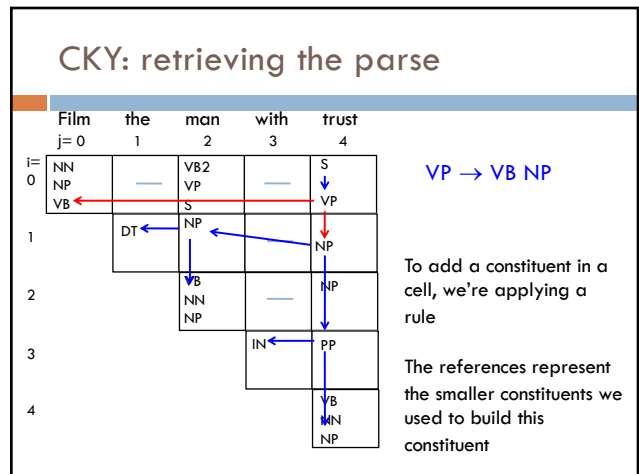 CKY: retrieving the parse
Film the man with trust
j= 0 1 2 3 4
i=
0
NN
NP
VB
VB2
VP
S
S
VP
VP → VB NP
1
DT
NP
NP
2
VB
NN
NP
NP
3
IN
PP
4
VB
NN
NP
To add a constituent in a
cell, we're applying a
rule
The references represent
the smaller constituents we
used to build this
constituent